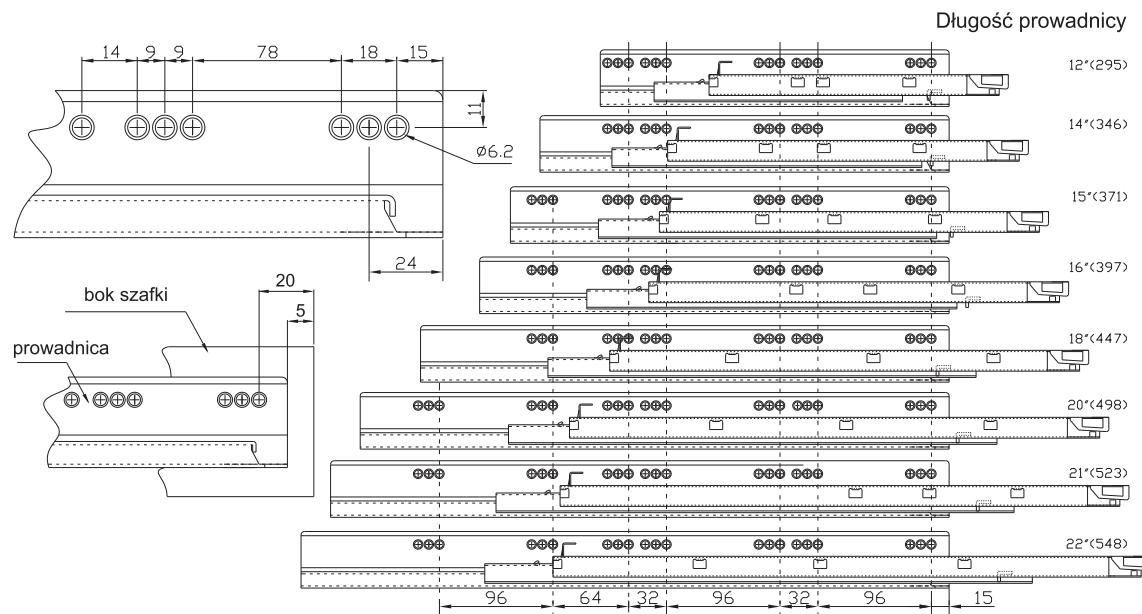 Długość prowadnicy
14 9 9 78 18 15
11
ø6.2
24
12"(295)
14"(346)
15"(371)
16"(397)
18"(447)
20"(498)
21"(523)
22"(548)
bok szafki
20
5
prowadnica
96 64 32 96 32 96 15